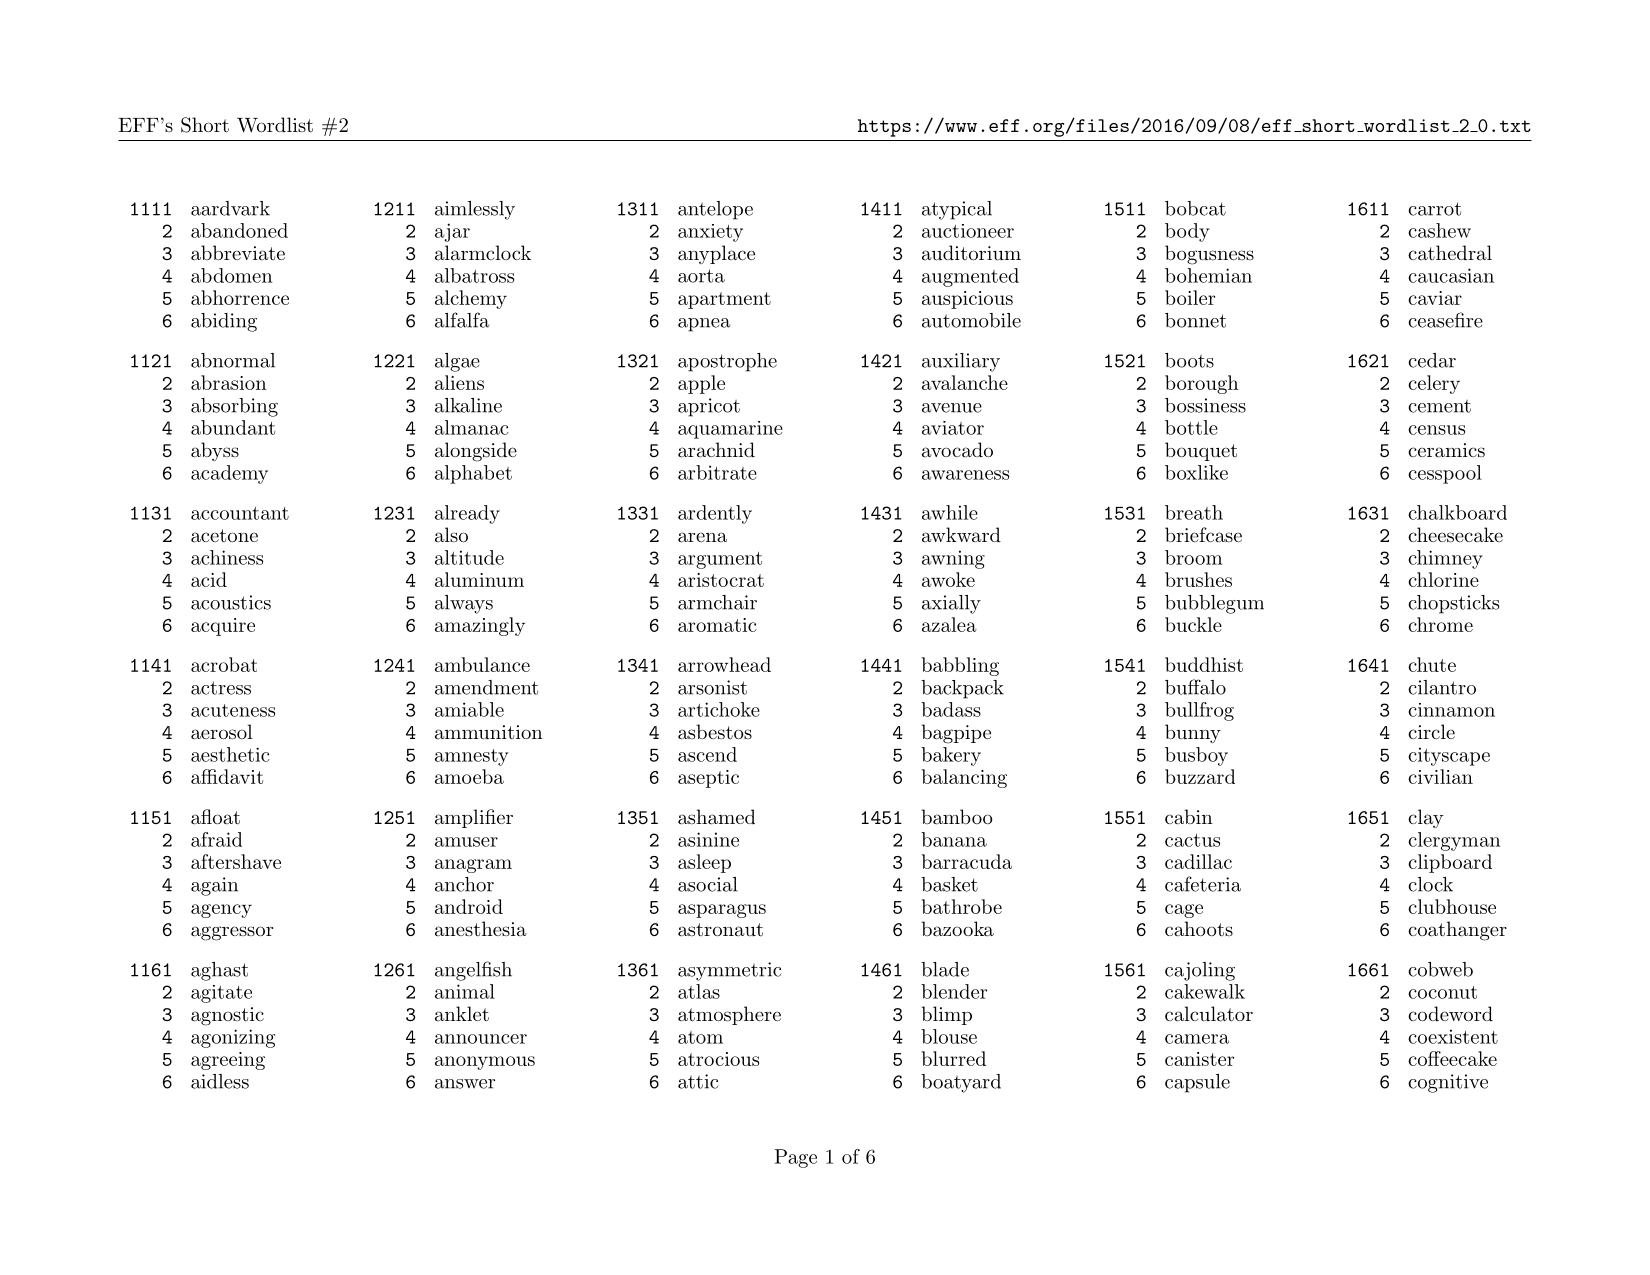 EFF's Short Wordlist #2 https://www.eff.org/files/2016/09/08/eff_short_wordlist_2_0.txt
1111 aardvark 1211 aimlessly 1311 antelope 1411 atypical 1511 bobcat 1611 carrot
2 abandoned 2 ajar 2 anxiety 2 auctioneer 2 body 2 cashew
3 abbreviate 3 alarmclock 3 anyplace 3 auditorium 3 bogusness 3 cathedral
4 abdomen 4 albatross 4 aorta 4 augmented 4 bohemian 4 caucasian
5 abhorrence 5 alchemy 5 apartment 5 auspicious 5 boiler 5 caviar
6 abiding 6 alfalfa 6 apnea 6 automobile 6 bonnet 6 ceasefire
1121 abnormal 1221 algae 1321 apostrophe 1421 auxiliary 1521 boots 1621 cedar
2 abrasion 2 aliens 2 apple 2 avalanche 2 borough 2 celery
3 absorbing 3 alkaline 3 apricot 3 avenue 3 bossiness 3 cement
4 abundant 4 almanac 4 aquamarine 4 aviator 4 bottle 4 census
5 abyss 5 alongside 5 arachnid 5 avocado 5 bouquet 5 ceramics
6 academy 6 alphabet 6 arbitrate 6 awareness 6 boxlike 6 cesspool
1131 accountant 1231 already 1331 ardently 1431 awhile 1531 breath 1631 chalkboard
2 acetone 2 also 2 arena 2 awkward 2 briefcase 2 cheesecake
3 achiness 3 altitude 3 argument 3 awning 3 broom 3 chimney
4 acid 4 aluminum 4 aristocrat 4 awoke 4 brushes 4 chlorine
5 acoustics 5 always 5 armchair 5 axially 5 bubblegum 5 chopsticks
6 acquire 6 amazingly 6 aromatic 6 azalea 6 buckle 6 chrome
1141 acrobat 1241 ambulance 1341 arrowhead 1441 babbling 1541 buddhist 1641 chute
2 actress 2 amendment 2 arsonist 2 backpack 2 buffalo 2 cilantro
3 acuteness 3 amiable 3 artichoke 3 badass 3 bullfrog 3 cinnamon
4 aerosol 4 ammunition 4 asbestos 4 bagpipe 4 bunny 4 circle
5 aesthetic 5 amnesty 5 ascend 5 bakery 5 busboy 5 cityscape
6 affidavit 6 amoeba 6 aseptic 6 balancing 6 buzzard 6 civilian
1151 afloat 1251 amplifier 1351 ashamed 1451 bamboo 1551 cabin 1651 clay
2 afraid 2 amuser 2 asinine 2 banana 2 cactus 2 clergyman
3 aftershave 3 anagram 3 asleep 3 barracuda 3 cadillac 3 clipboard
4 again 4 anchor 4 asocial 4 basket 4 cafeteria 4 clock
5 agency 5 android 5 asparagus 5 bathrobe 5 cage 5 clubhouse
6 aggressor 6 anesthesia 6 astronaut 6 bazooka 6 cahoots 6 coathanger
1161 aghast 1261 angelfish 1361 asymmetric 1461 blade 1561 cajoling 1661 cobweb
2 agitate 2 animal 2 atlas 2 blender 2 cakewalk 2 coconut
3 agnostic 3 anklet 3 atmosphere 3 blimp 3 calculator 3 codeword
4 agonizing 4 announcer 4 atom 4 blouse 4 camera 4 coexistent
5 agreeing 5 anonymous 5 atrocious 5 blurred 5 canister 5 coffeecake
6 aidless 6 answer 6 attic 6 boatyard 6 capsule 6 cognitive
Page 1 of 6